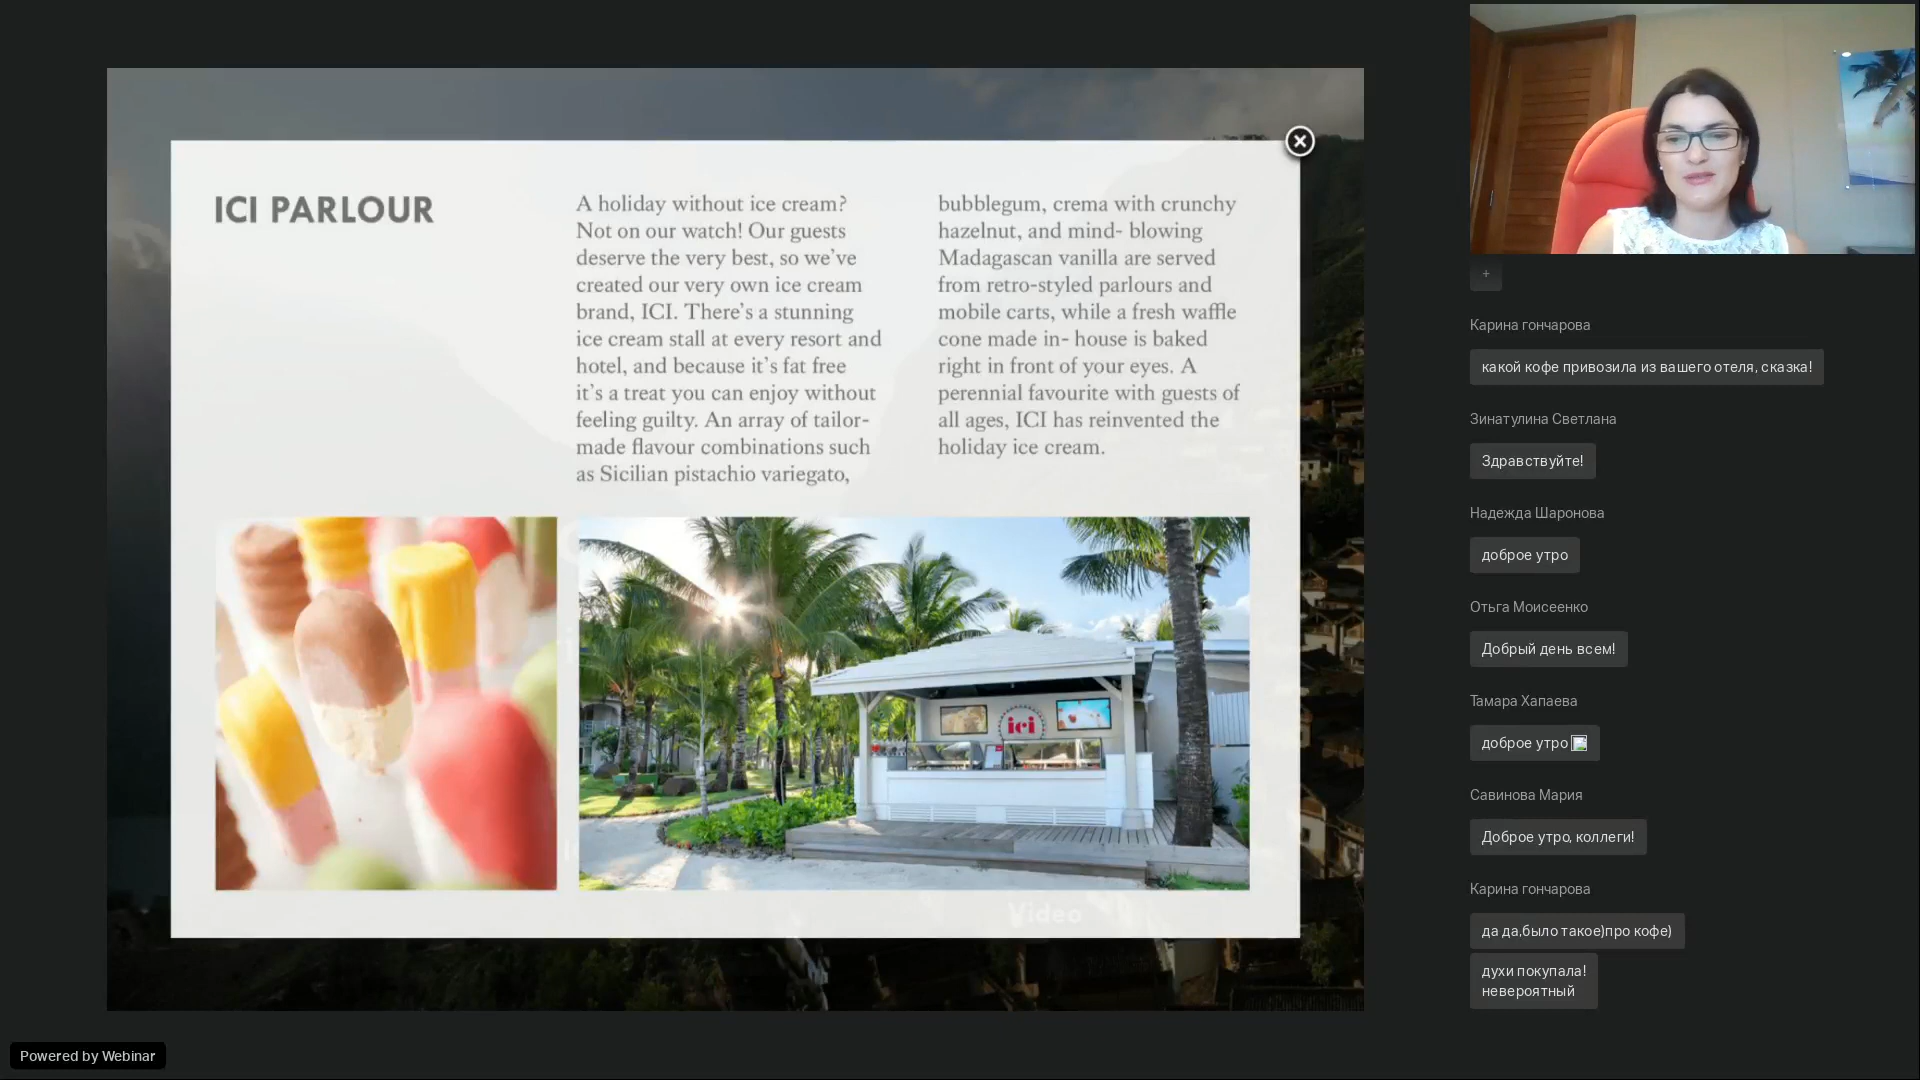 ICI PARLOUR
A holiday without ice cream?
Not on our watch! Our guests
deserve the very best, so we’ve
created our very own ice cream
brand, ICI. There’s a stunning
ice cream stall at every resort and
hotel, and because it’s fat free
it’s a treat you can enjoy without
feeling guilty. An array of tailor-
made flavour combinations such
as Sicilian pistachio variegato,
bubblegum, crema with crunchy
hazelnut, and mind- blowing
Madagascan vanilla are served
from retro-styled parlours and
mobile carts, while a fresh waffle
cone made in- house is baked
right in front of your eyes. A
perennial favourite with guests of
all ages, ICI has reinvented the
holiday ice cream.
ici
Video
+
Карина гончарова
какой кофе привозила из вашего отеля, сказка!
Зинатулина Светлана
Здравствуйте!
Надежда Шаронова
доброе утро
Отьга Моисеенко
Добрый день всем!
Тамара Хапаева
доброе утро
Савинова Мария
Доброе утро, коллеги!
Карина гончарова
да да,было такое)про кофе)
духи покупала!
невероятный
Powered by Webinar